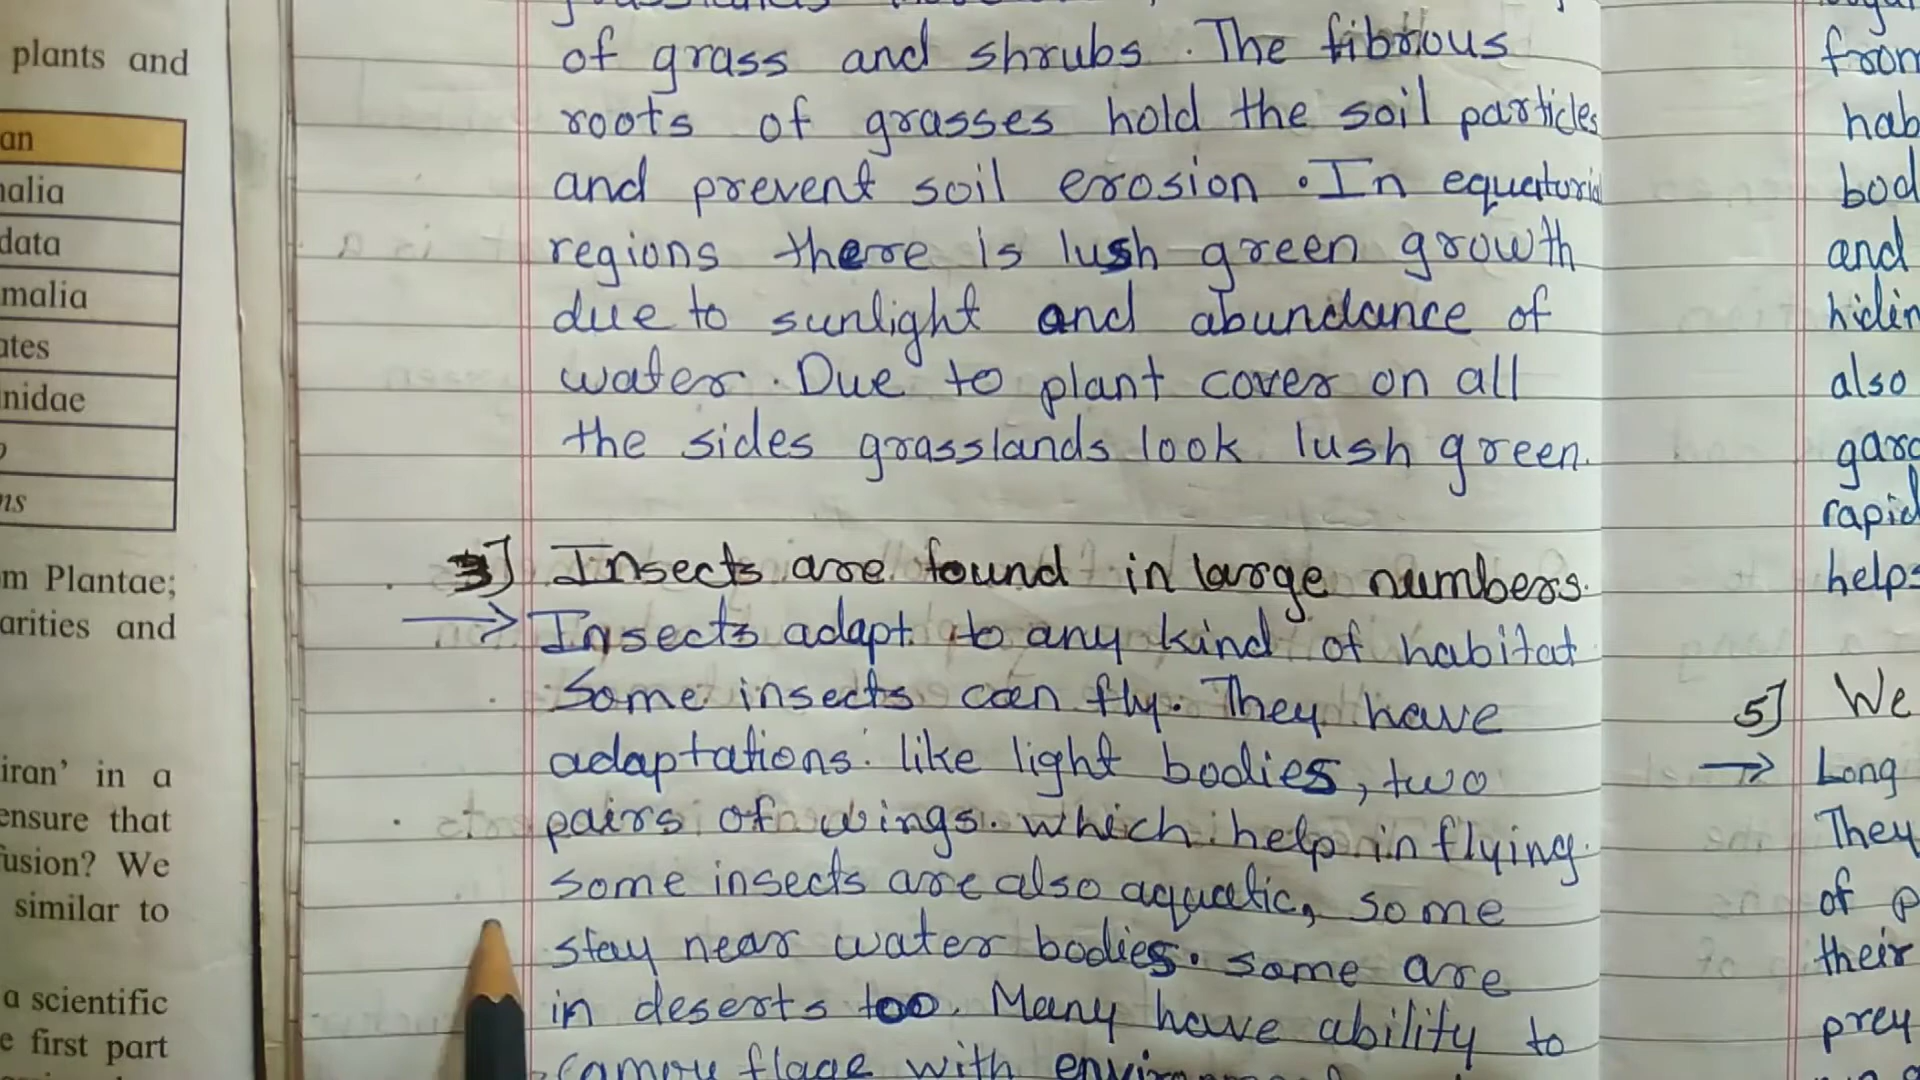 plants and
an
alia
data
malia
ates
nidae
ns
m Plantae;
arities and
iran' in a
ensure that
fusion? We
similar to
a scientific
e first part
of grass and shrubs. The fibrous
roots of grasses hold the soil particles
and prevent soil erosion. In equatorial
regions there is lush green growth
due to sunlight and abundance of
water. Due to plant cover on all
the sides grasslands look lush green.
3] Insects are found in large numbers.
→ Insects adapt to any kind of habitat
Some insects can fly. They have
adaptations like light bodies, two
pairs of wings. which help in flying.
some insects are also aquatic, some
stay near water bodies. some are
in deserts too. Many have ability to
camouflage with
from
hab
bod
and
hidin
also
rapid
helps
5] We
→ Long
They
of p
their
prey